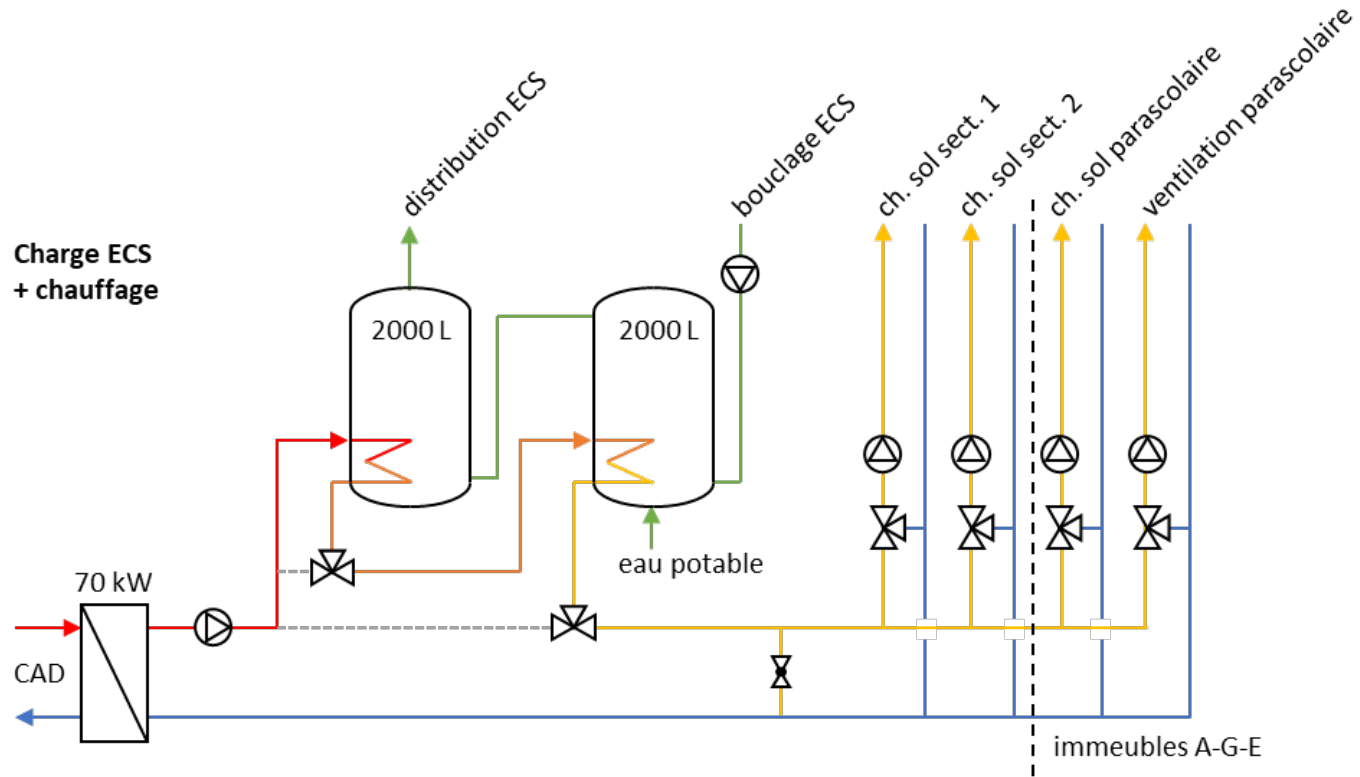 distribution ECS
bouclage ECS
ch. sol sect. 1
ch. sol sect. 2
ch. sol parascolaire
ventilation parascolaire
Charge ECS
+ chauffage
2000 L
2000 L
eau potable
70 kW
CAD
immeubles A-G-E